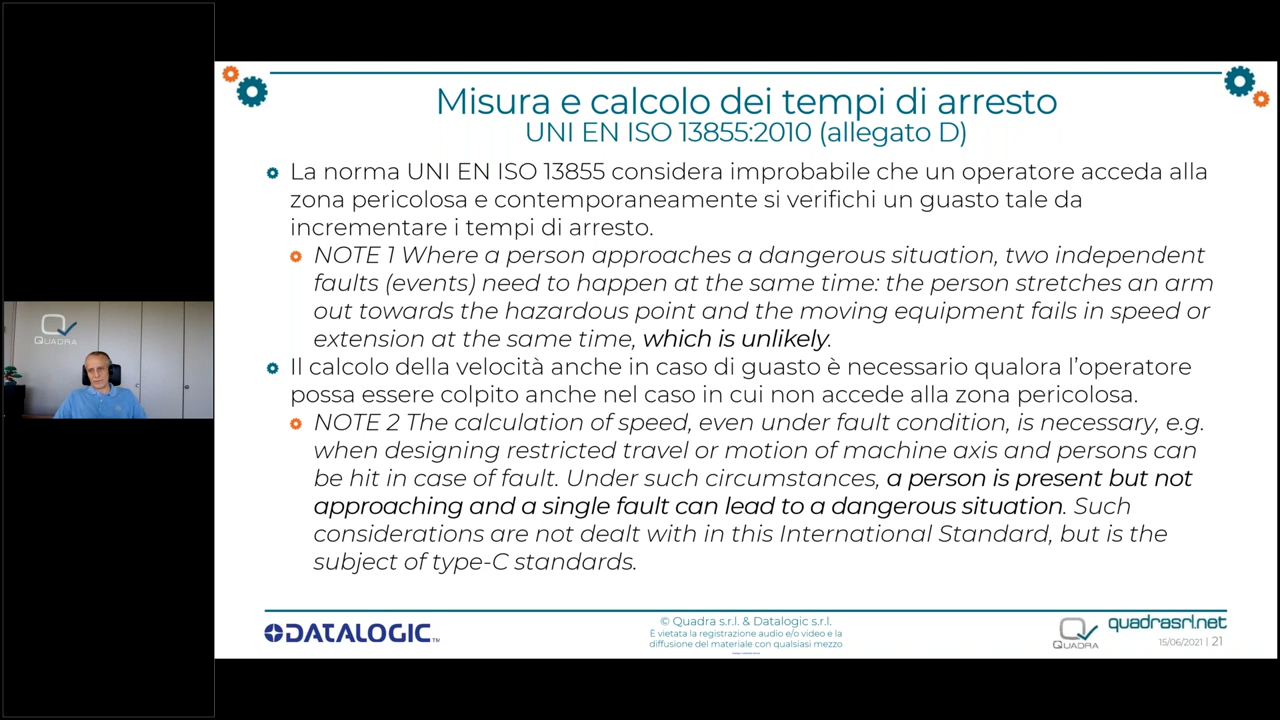 Misura e calcolo dei tempi di arresto
UNI EN ISO 13855:2010 (allegato D)
La norma UNI EN ISO 13855 considera improbabile che un operatore acceda alla
zona pericolosa e contemporaneamente si verifichi un guasto tale da
incrementare i tempi di arresto.
NOTE 1 Where a person approaches a dangerous situation, two independent
faults (events) need to happen at the same time: the person stretches an arm
out towards the hazardous point and the moving equipment fails in speed or
extension at the same time, which is unlikely.
Il calcolo della velocità anche in caso di guasto è necessario qualora l'operatore
possa essere colpito anche nel caso in cui non accede alla zona pericolosa.
NOTE 2 The calculation of speed, even under fault condition, is necessary, e.g.
when designing restricted travel or motion of machine axis and persons can
be hit in case of fault. Under such circumstances, a person is present but not
approaching and a single fault can lead to a dangerous situation. Such
considerations are not dealt with in this International Standard, but is the
subject of type-C standards.
QUADRA
DATALOGIC™
© Quadra s.r.l. & Datalogic s.r.l.
È vietata la registrazione audio e/o video e la
diffusione del materiale con qualsiasi mezzo
QUADRA
quadrasrl.net
15/06/2021 | 21